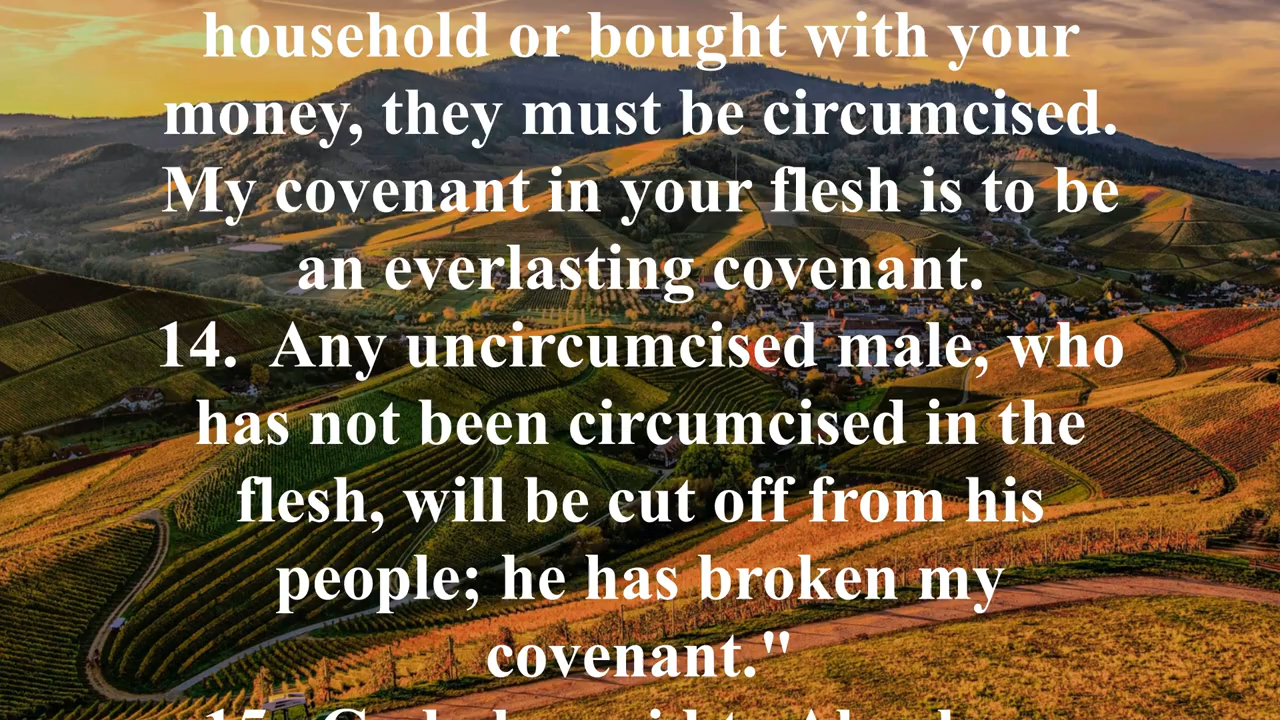 household or bought with your
money, they must be circumcised.
My covenant in your flesh is to be
an everlasting covenant.
14. Any uncircumcised male, who
has not been circumcised in the
flesh, will be cut off from his
people; he has broken my
covenant."